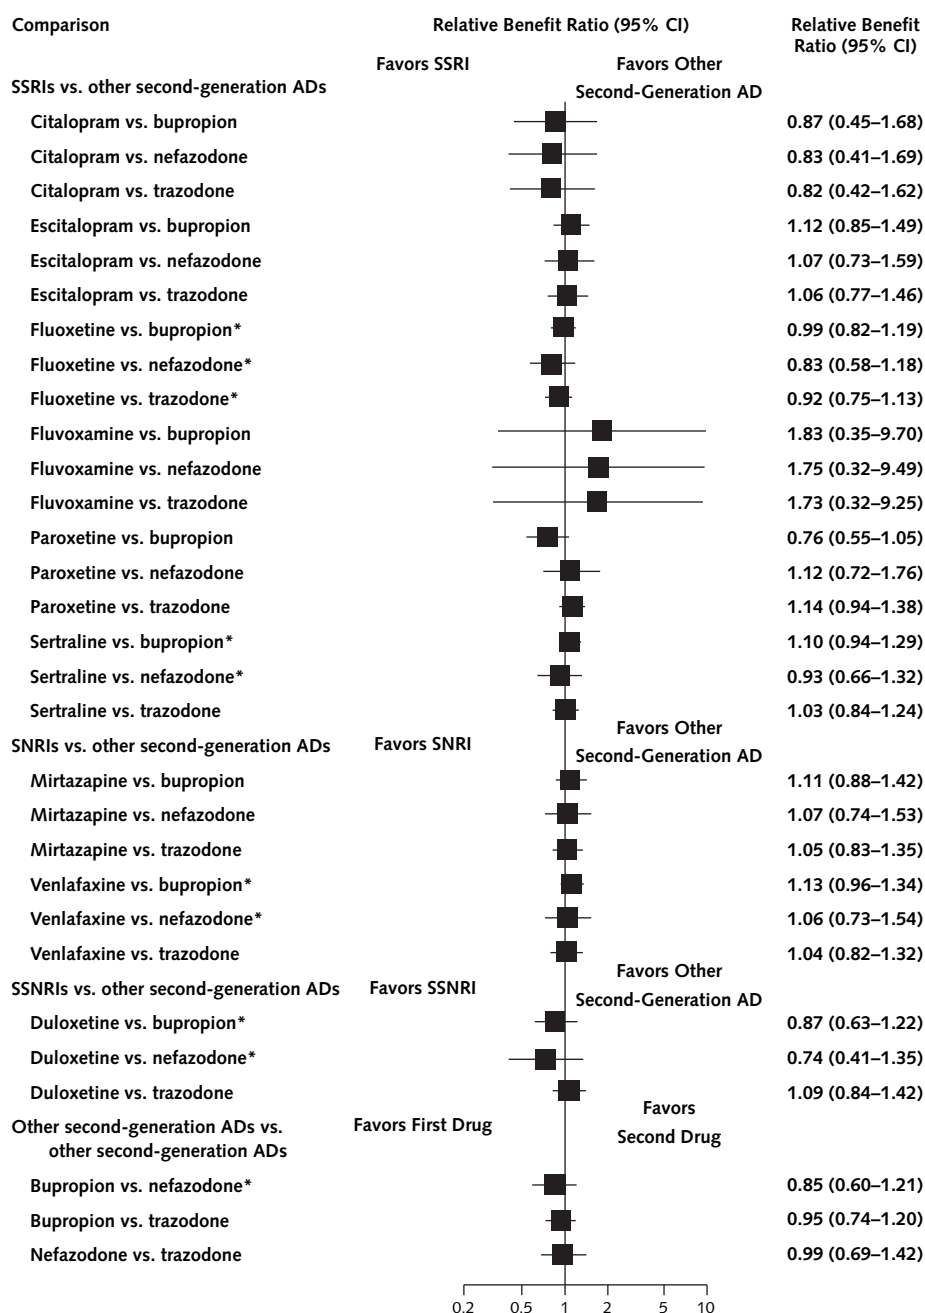 Comparison
Relative Benefit Ratio (95% CI)
Relative Benefit
Ratio (95% CI)
Favors SSRI
Favors Other
Second-Generation AD
SSRIs vs. other second-generation ADs
Citalopram vs. bupropion 0.87 (0.45–1.68)
Citalopram vs. nefazodone 0.83 (0.41–1.69)
Citalopram vs. trazodone 0.82 (0.42–1.62)
Escitalopram vs. bupropion 1.12 (0.85–1.49)
Escitalopram vs. nefazodone 1.07 (0.73–1.59)
Escitalopram vs. trazodone 1.06 (0.77–1.46)
Fluoxetine vs. bupropion* 0.99 (0.82–1.19)
Fluoxetine vs. nefazodone* 0.83 (0.58–1.18)
Fluoxetine vs. trazodone* 0.92 (0.75–1.13)
Fluvoxamine vs. bupropion 1.83 (0.35–9.70)
Fluvoxamine vs. nefazodone 1.75 (0.32–9.49)
Fluvoxamine vs. trazodone 1.73 (0.32–9.25)
Paroxetine vs. bupropion 0.76 (0.55–1.05)
Paroxetine vs. nefazodone 1.12 (0.72–1.76)
Paroxetine vs. trazodone 1.14 (0.94–1.38)
Sertraline vs. bupropion* 1.10 (0.94–1.29)
Sertraline vs. nefazodone* 0.93 (0.66–1.32)
Sertraline vs. trazodone 1.03 (0.84–1.24)
SNRIs vs. other second-generation ADs
Favors SNRI
Favors Other
Second-Generation AD
Mirtazapine vs. bupropion 1.11 (0.88–1.42)
Mirtazapine vs. nefazodone 1.07 (0.74–1.53)
Mirtazapine vs. trazodone 1.05 (0.83–1.35)
Venlafaxine vs. bupropion* 1.13 (0.96–1.34)
Venlafaxine vs. nefazodone* 1.06 (0.73–1.54)
Venlafaxine vs. trazodone 1.04 (0.82–1.32)
SSNRIs vs. other second-generation ADs
Favors SSNRI
Favors Other
Second-Generation AD
Duloxetine vs. bupropion* 0.87 (0.63–1.22)
Duloxetine vs. nefazodone* 0.74 (0.41–1.35)
Duloxetine vs. trazodone 1.09 (0.84–1.42)
Other second-generation ADs vs.
other second-generation ADs
Favors First Drug
Favors
Second Drug
Bupropion vs. nefazodone* 0.85 (0.60–1.21)
Bupropion vs. trazodone 0.95 (0.74–1.20)
Nefazodone vs. trazodone 0.99 (0.69–1.42)
0.2 0.5 1 2 5 10